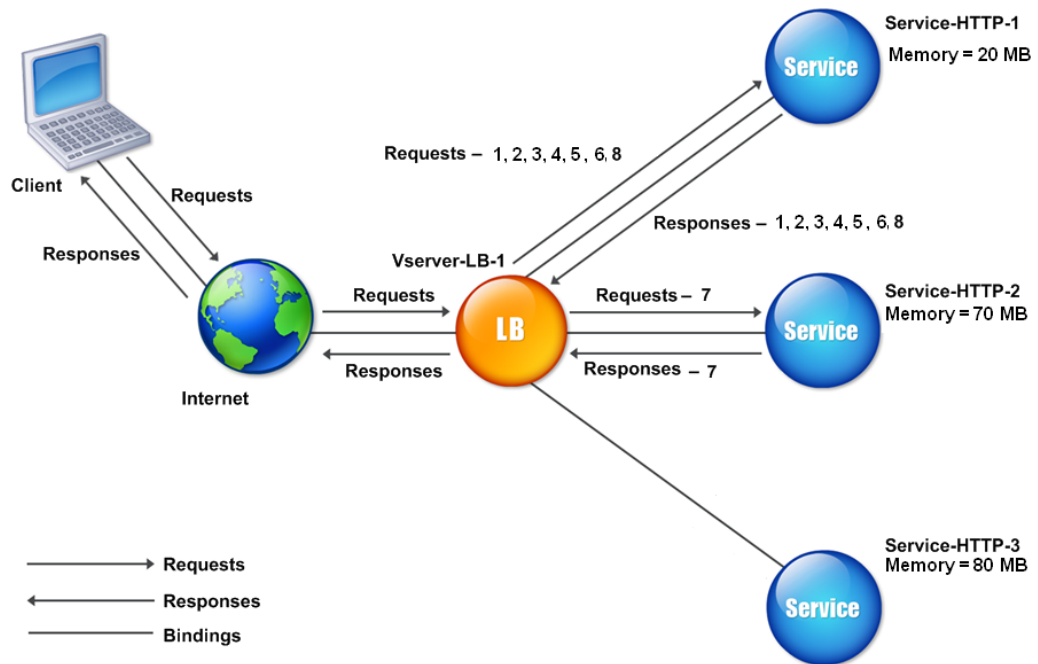 Service-HTTP-1
Memory = 20 MB
Service
Requests – 1, 2, 3, 4, 5, 6, 8
Client
Requests
Responses – 1, 2, 3, 4, 5, 6, 8
Responses
Vserver-LB-1
Requests
Requests – 7
Service-HTTP-2
Memory = 70 MB
LB
Service
Responses
Responses – 7
Internet
Service-HTTP-3
Memory = 80 MB
Service
Requests
Responses
Bindings